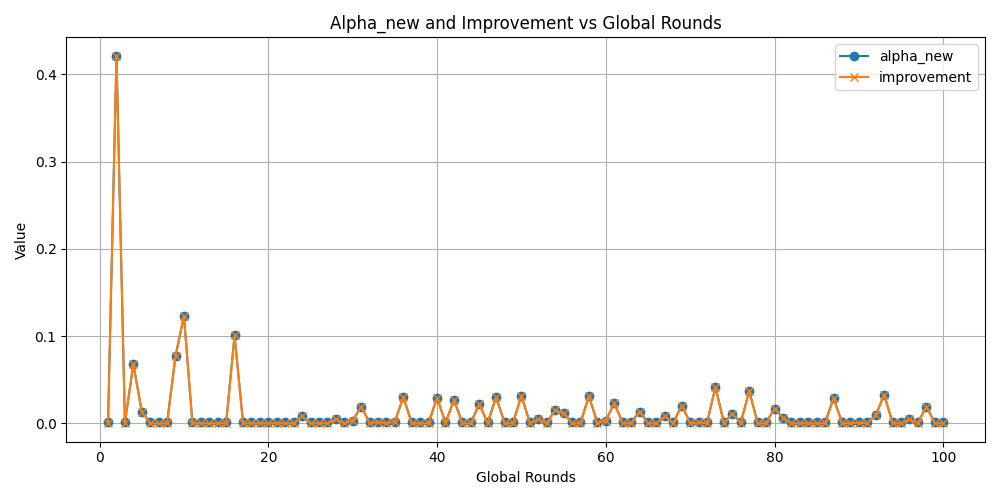 Alpha_new and Improvement vs Global Rounds
alpha_new
improvement
Value
0.4
0.3
0.2
0.1
0.0
0
20
40
60
80
100
Global Rounds